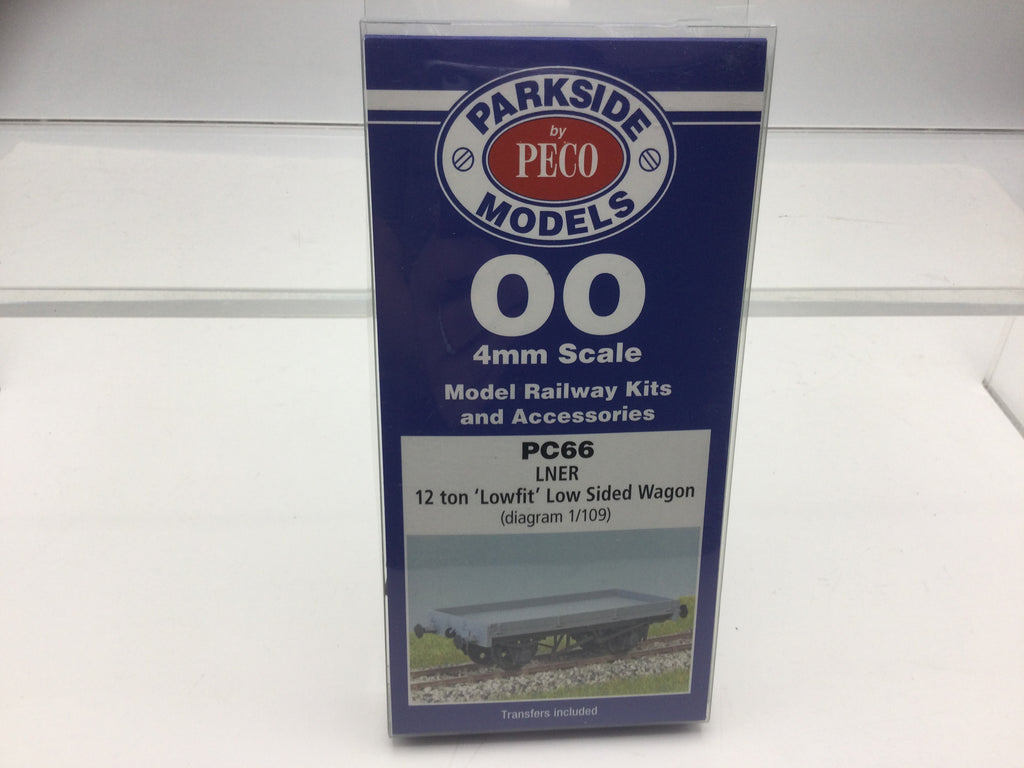 PARKSIDE
by
PECO
MODELS
OO
4mm Scale
Model Railway Kits
and Accessories
PC66
LNER
12 ton ‘Lowfit’ Low Sided Wagon
(diagram 1/109)
Transfers included